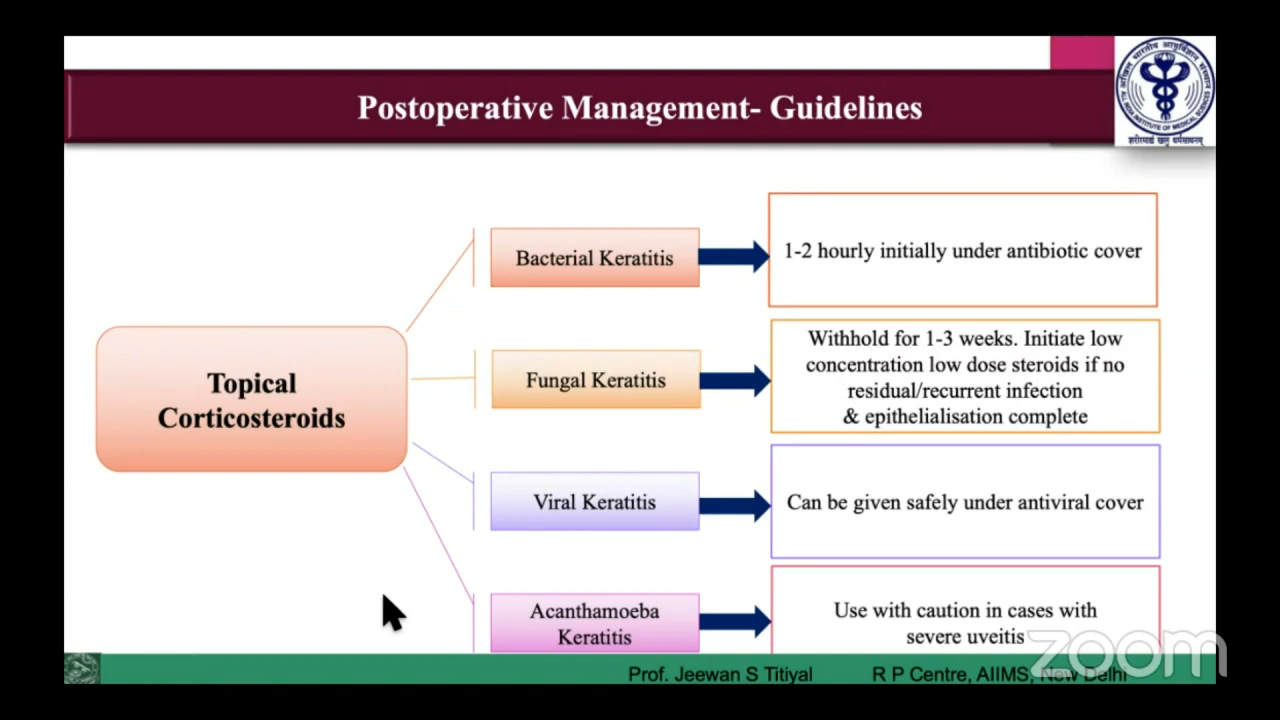 Postoperative Management- Guidelines
Topical
Corticosteroids
Bacterial Keratitis
1-2 hourly initially under antibiotic cover
Fungal Keratitis
Withhold for 1-3 weeks. Initiate low
concentration low dose steroids if no
residual/recurrent infection
& epithelialisation complete
Viral Keratitis
Can be given safely under antiviral cover
Acanthamoeba
Keratitis
Use with caution in cases with
severe uveitis
Prof. Jeewan S Titiyal R P Centre, AIIMS, New Delhi
zoom